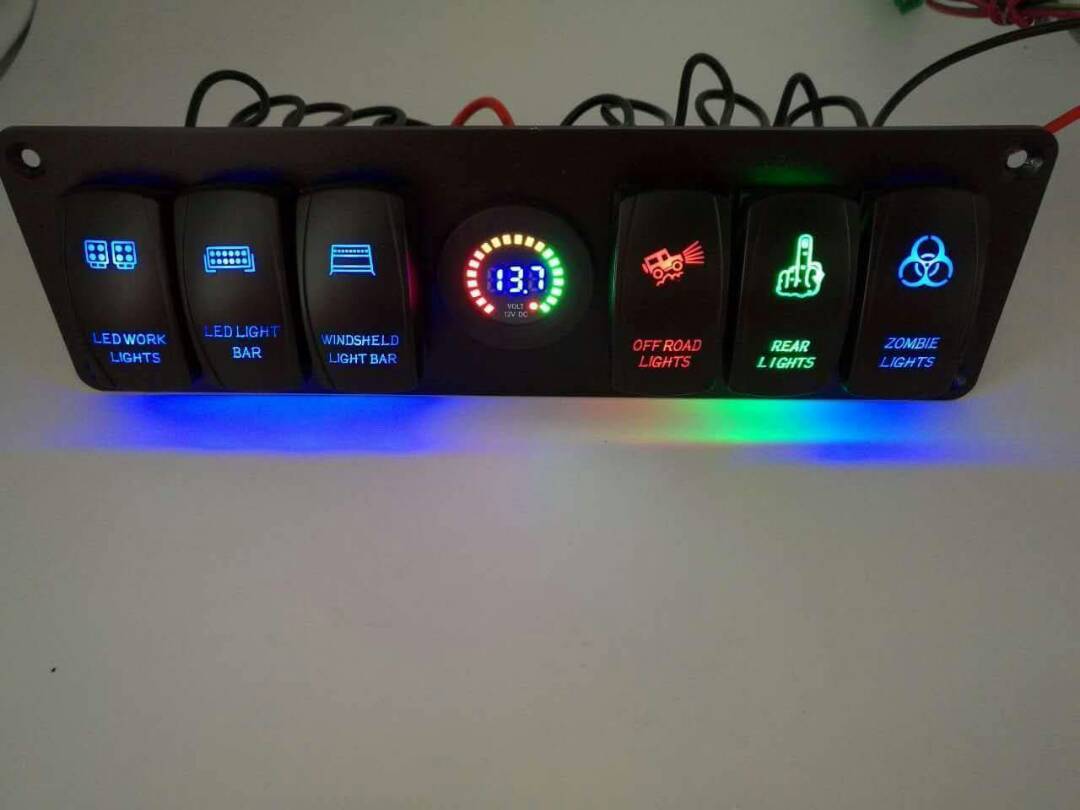 LED WORK
LIGHTS
LED LIGHT
BAR
WINDSHIELD
LIGHT BAR
13.7
VOLT
12V DC
OFF ROAD
LIGHTS
REAR
LIGHTS
ZOMBIE
LIGHTS